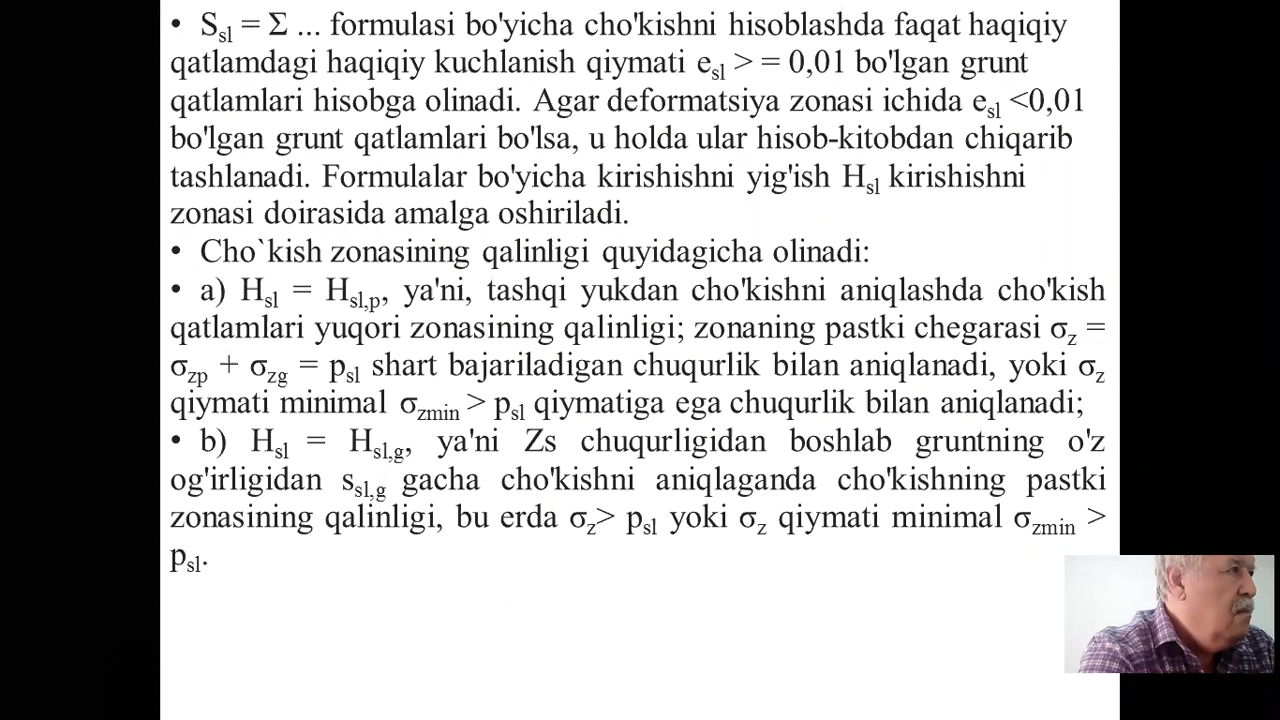 • Ssl = Σ ... formulasi bo'yicha cho'kishni hisoblashda faqat haqiqiy
qatlamdagi haqiqiy kuchlanish qiymati esl > = 0,01 bo'lgan grunt
qatlamlari hisobga olinadi. Agar deformatsiya zonasi ichida esl <0,01
bo'lgan grunt qatlamlari bo'lsa, u holda ular hisob-kitobdan chiqarib
tashlanadi. Formulalar bo'yicha kirishishni yig'ish Hsl kirishishni
zonasi doirasida amalga oshiriladi.
• Cho`kish zonasining qalinligi quyidagicha olinadi:
• a) Hsl = Hsl,p, ya'ni, tashqi yukdan cho'kishni aniqlashda cho'kish
qatlamlari yuqori zonasining qalinligi; zonaning pastki chegarasi σz =
σzp + σzg = psl shart bajariladigan chuqurlik bilan aniqlanadi, yoki σz
qiymati minimal σzmin > psl qiymatiga ega chuqurlik bilan aniqlanadi;
• b) Hsl = Hsl,g, ya'ni Zs chuqurligidan boshlab gruntning o'z
og'irligidan ssl,g gacha cho'kishni aniqlaganda cho'kishning pastki
zonasining qalinligi, bu erda σz> psl yoki σz qiymati minimal σzmin >
psl.